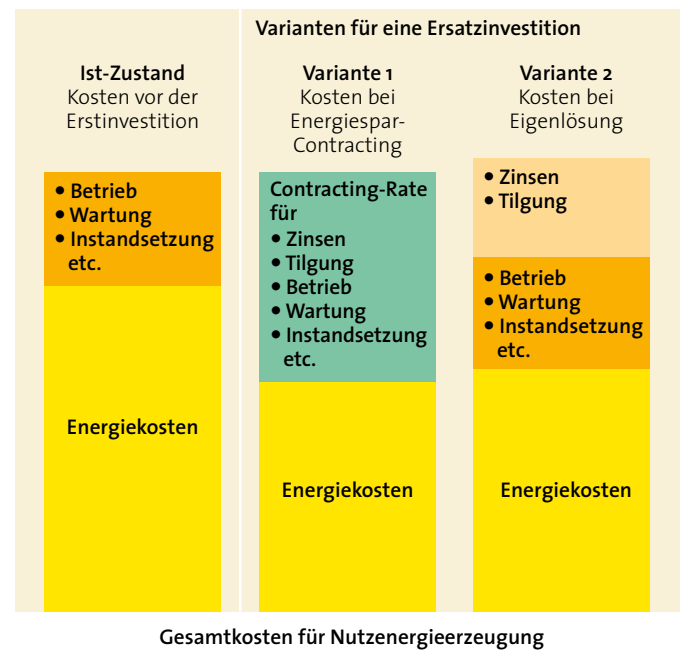 Varianten für eine Ersatzinvestition
Ist-Zustand
Kosten vor der
Erstinvestition
Variante 1
Kosten bei
Energiespar-
Contracting
Variante 2
Kosten bei
Eigenlösung
• Betrieb
• Wartung
• Instandsetzung
etc.
Energiekosten
Contracting-Rate
für
• Zinsen
• Tilgung
• Betrieb
• Wartung
• Instandsetzung
etc.
Energiekosten
• Zinsen
• Tilgung
• Betrieb
• Wartung
• Instandsetzung
etc.
Energiekosten
Gesamtkosten für Nutzenergieerzeugung